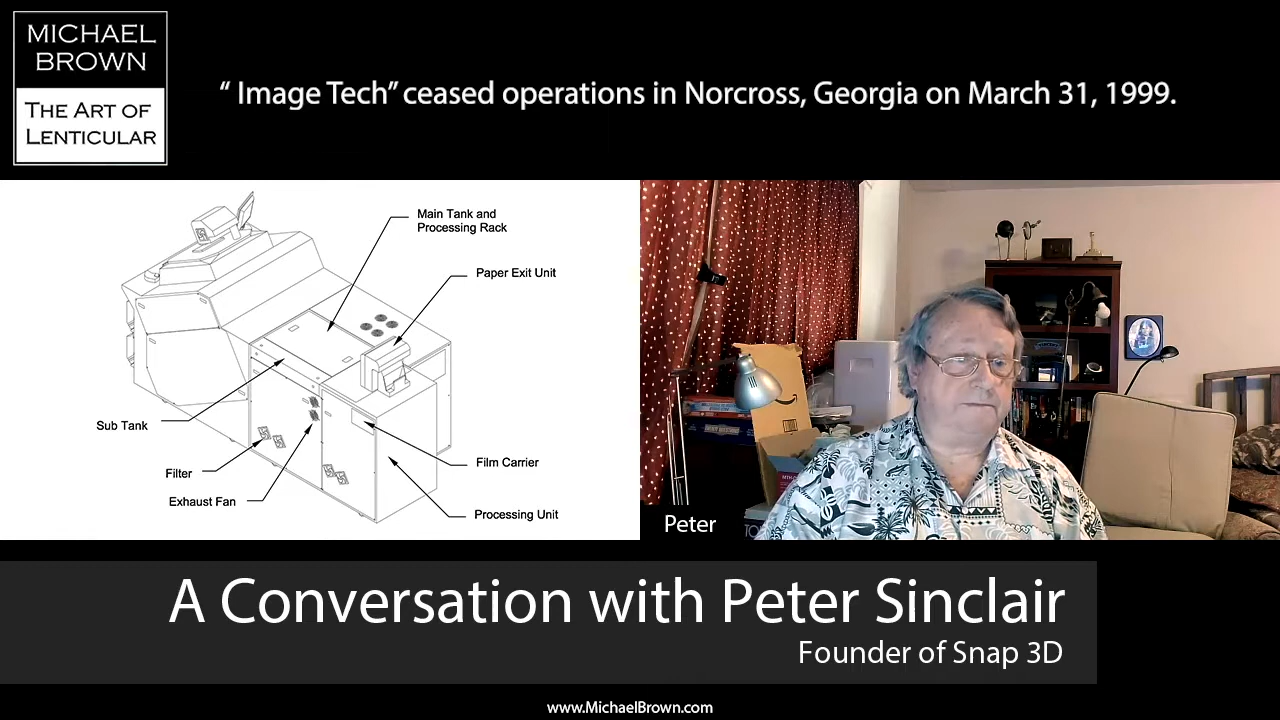 MICHAEL
BROWN
THE ART OF
LENTICULAR
“ Image Tech” ceased operations in Norcross, Georgia on March 31, 1999.
Main Tank and
Processing Rack
Paper Exit Unit
Sub Tank
Filter
Exhaust Fan
Film Carrier
Processing Unit
Peter
A Conversation with Peter Sinclair
Founder of Snap 3D
www.MichaelBrown.com